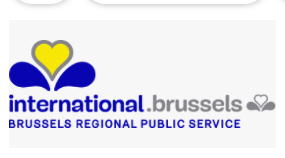 international.brussels
BRUSSELS REGIONAL PUBLIC SERVICE